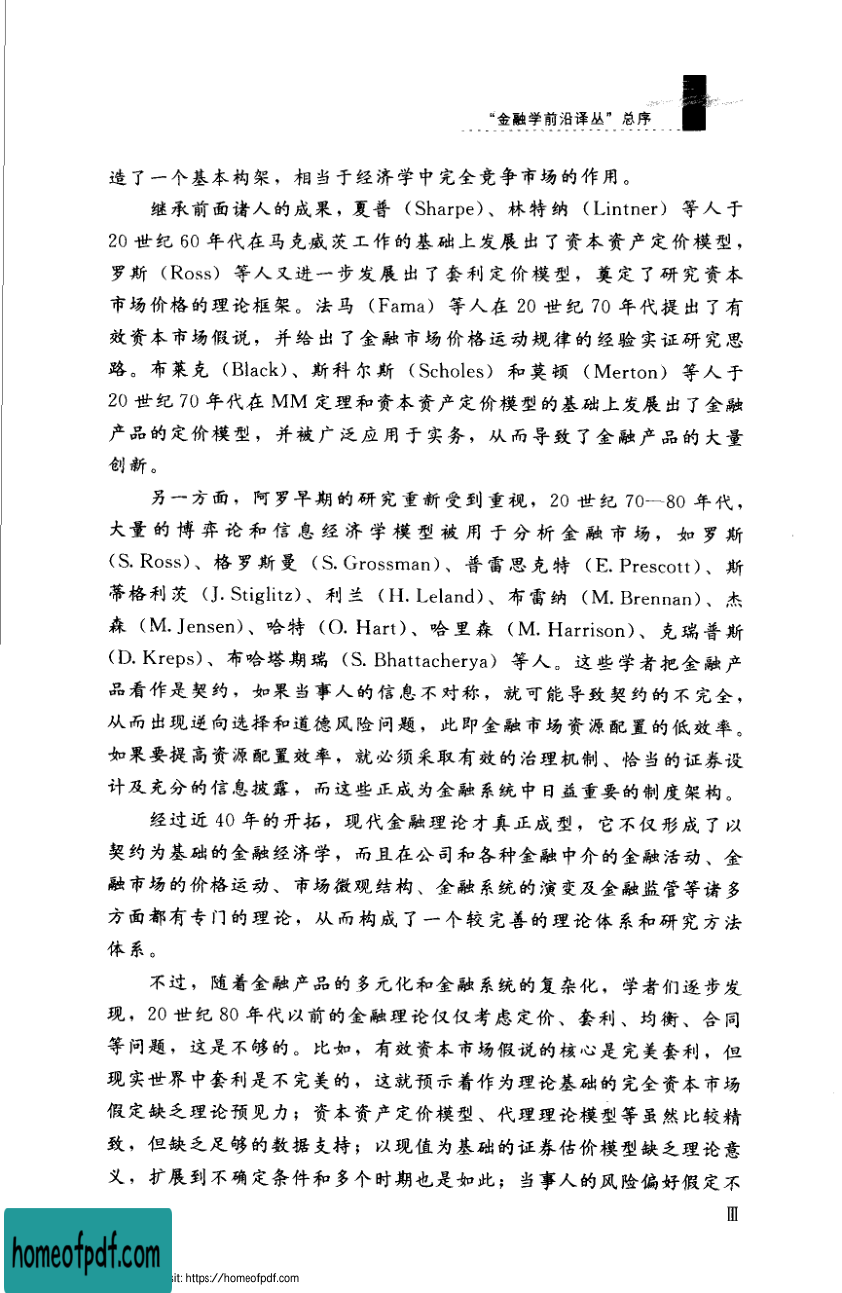 “金融学前沿译丛”总序
造了一个基本构架，相当于经济学中完全竞争市场的作用。
继承前面诸人的成果，夏普（Sharpe）、林特纳（Lintner）等人于
20 世纪 60 年代在马克威茨工作的基础上发展出了资本资产定价模型，
罗斯（Ross）等人又进一步发展出了套利定价模型，奠定了研究资本
市场价格的理论框架。法马（Fama）等人在 20 世纪 70 年代提出了有
效资本市场假说，并给出了金融市场价格运动规律的经验实证研究思
路。布莱克（Black）、斯科尔斯（Scholes）和莫顿（Merton）等人于
20 世纪 70 年代在 MM 定理和资本资产定价模型的基础上发展出了金融
产品的定价模型，并被广泛应用于实务，从而导致了金融产品的大量
创新。
另一方面，阿罗早期的研究重新受到重视，20 世纪 70—80 年代，
大量的博弈论和信息经济学模型被用于分析金融市场，如罗斯
（S. Ross）、格罗斯曼（S. Grossman）、普雷思克特（E. Prescott）、斯
蒂格利茨（J. Stiglitz）、利兰（H. Leland）、布雷纳（M. Brennan）、杰
森（M. Jensen）、哈特（O. Hart）、哈里森（M. Harrison）、克瑞普斯
（D. Kreps）、布哈塔期瑞（S. Bhattacherya）等人。这些学者把金融产
品看作是契约，如果当事人的信息不对称，就可能导致契约的不完全，
从而出现逆向选择和道德风险问题，此即金融市场资源配置的低效率。
如果要提高资源配置效率，就必须采取有效的治理机制、恰当的证券设
计及充分的信息披露，而这些正成为金融系统中日益重要的制度架构。
经过近 40 年的开拓，现代金融理论才真正成型，它不仅形成了以
契约为基础的金融经济学，而且在公司和各种金融中介的金融活动、金
融市场的价格运动、市场微观结构、金融系统的演变及金融监管等诸多
方面都有专门的理论，从而构成了一个较完善的理论体系和研究方法
体系。
不过，随着金融产品的多元化和金融系统的复杂化，学者们逐步发
现，20 世纪 80 年代以前的金融理论仅仅考虑定价、套利、均衡、合同
等问题，这是不够的。比如，有效资本市场假说的核心是完美套利，但
现实世界中套利是不完美的，这就预示着作为理论基础的完全资本市场
假定缺乏理论预见力；资本资产定价模型、代理理论模型等虽然比较精
致，但缺乏足够的数据支持；以现值为基础的证券估价模型缺乏理论意
义，扩展到不确定条件和多个时期也是如此；当事人的风险偏好假定不
Ⅲ
homeofpdf.com
sit: https://homeofpdf.com